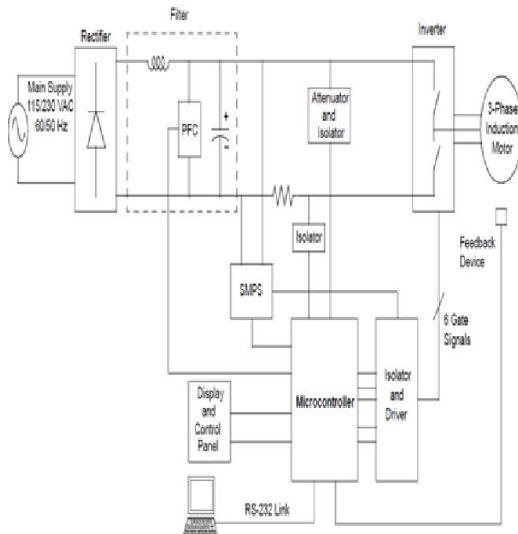 Filter
Rectifier
Inverter
Main Supply
115/230 VAC
60/50 Hz
PFC
+
-
Attenuator
and
Isolator
3-Phase
Induction
Motor
Isolator
Feedback
Device
SMPS
6 Gate
Signals
Display
and
Control
Panel
Microcontroller
Isolator
and
Driver
RS-232 Link